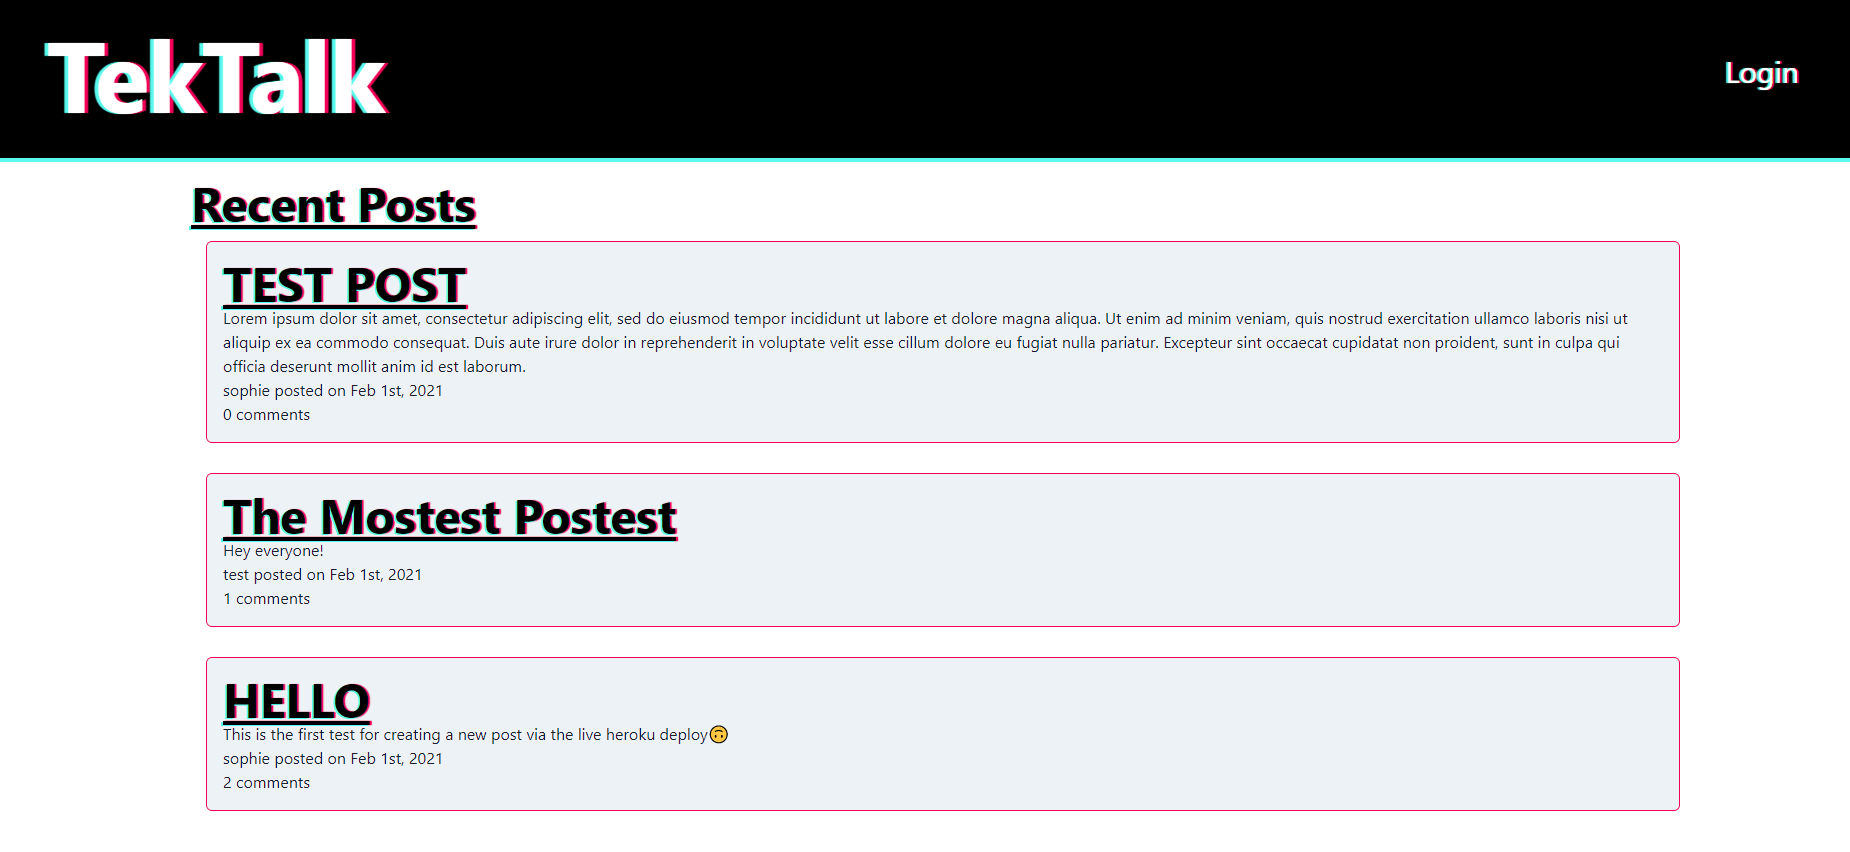 TekTalk
Login
Recent Posts
TEST POST
Lorem ipsum dolor sit amet, consectetur adipiscing elit, sed do eiusmod tempor incididunt ut labore et dolore magna aliqua. Ut enim ad minim veniam, quis nostrud exercitation ullamco laboris nisi ut
aliquip ex ea commodo consequat. Duis aute irure dolor in reprehenderit in voluptate velit esse cillum dolore eu fugiat nulla pariatur. Excepteur sint occaecat cupidatat non proident, sunt in culpa qui
officia deserunt mollit anim id est laborum.
sophie posted on Feb 1st, 2021
0 comments
The Mostest Postest
Hey everyone!
test posted on Feb 1st, 2021
1 comments
HELLO
This is the first test for creating a new post via the live heroku deploy🙃
sophie posted on Feb 1st, 2021
2 comments